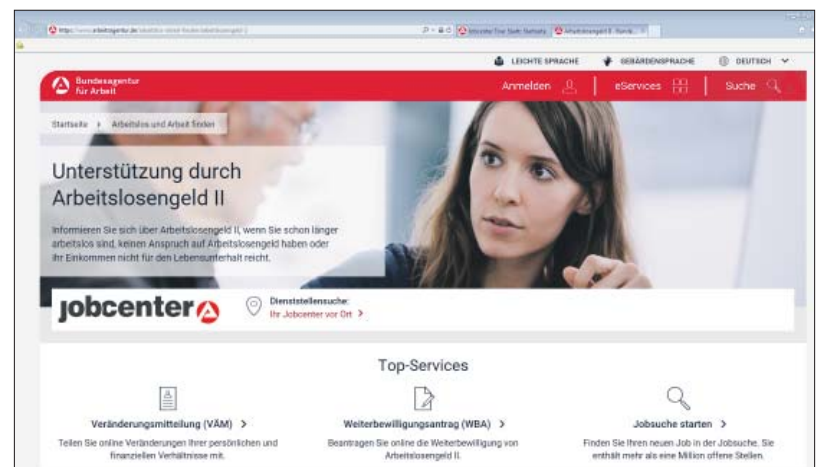 LEICHTE SPRACHE GEBÄRDENSPRACHE DEUTSCH
Bundesagentur
für Arbeit
Anmelden eServices Suche
Startseite Arbeitslos und Arbeit finden
Unterstützung durch
Arbeitslosengeld II
Informieren Sie sich über Arbeitslosengeld II, wenn Sie schon länger
arbeitslos sind, keinen Anspruch auf Arbeitslosengeld haben oder
Ihr Einkommen nicht für den Lebensunterhalt reicht.
jobcenter
Dienststellensuche:
Ihr Jobcenter vor Ort >
Top-Services
Veränderungsmitteilung (VÄM) >
Teilen Sie online Veränderungen Ihrer persönlichen und
finanziellen Verhältnisse mit.
Weiterbewilligungsantrag (WBA) >
Beantragen Sie online die Weiterbewilligung von
Arbeitslosengeld II.
Jobsuche starten >
Finden Sie Ihren neuen Job in der Jobsuche. Sie
enthält mehr als eine Million offene Stellen.